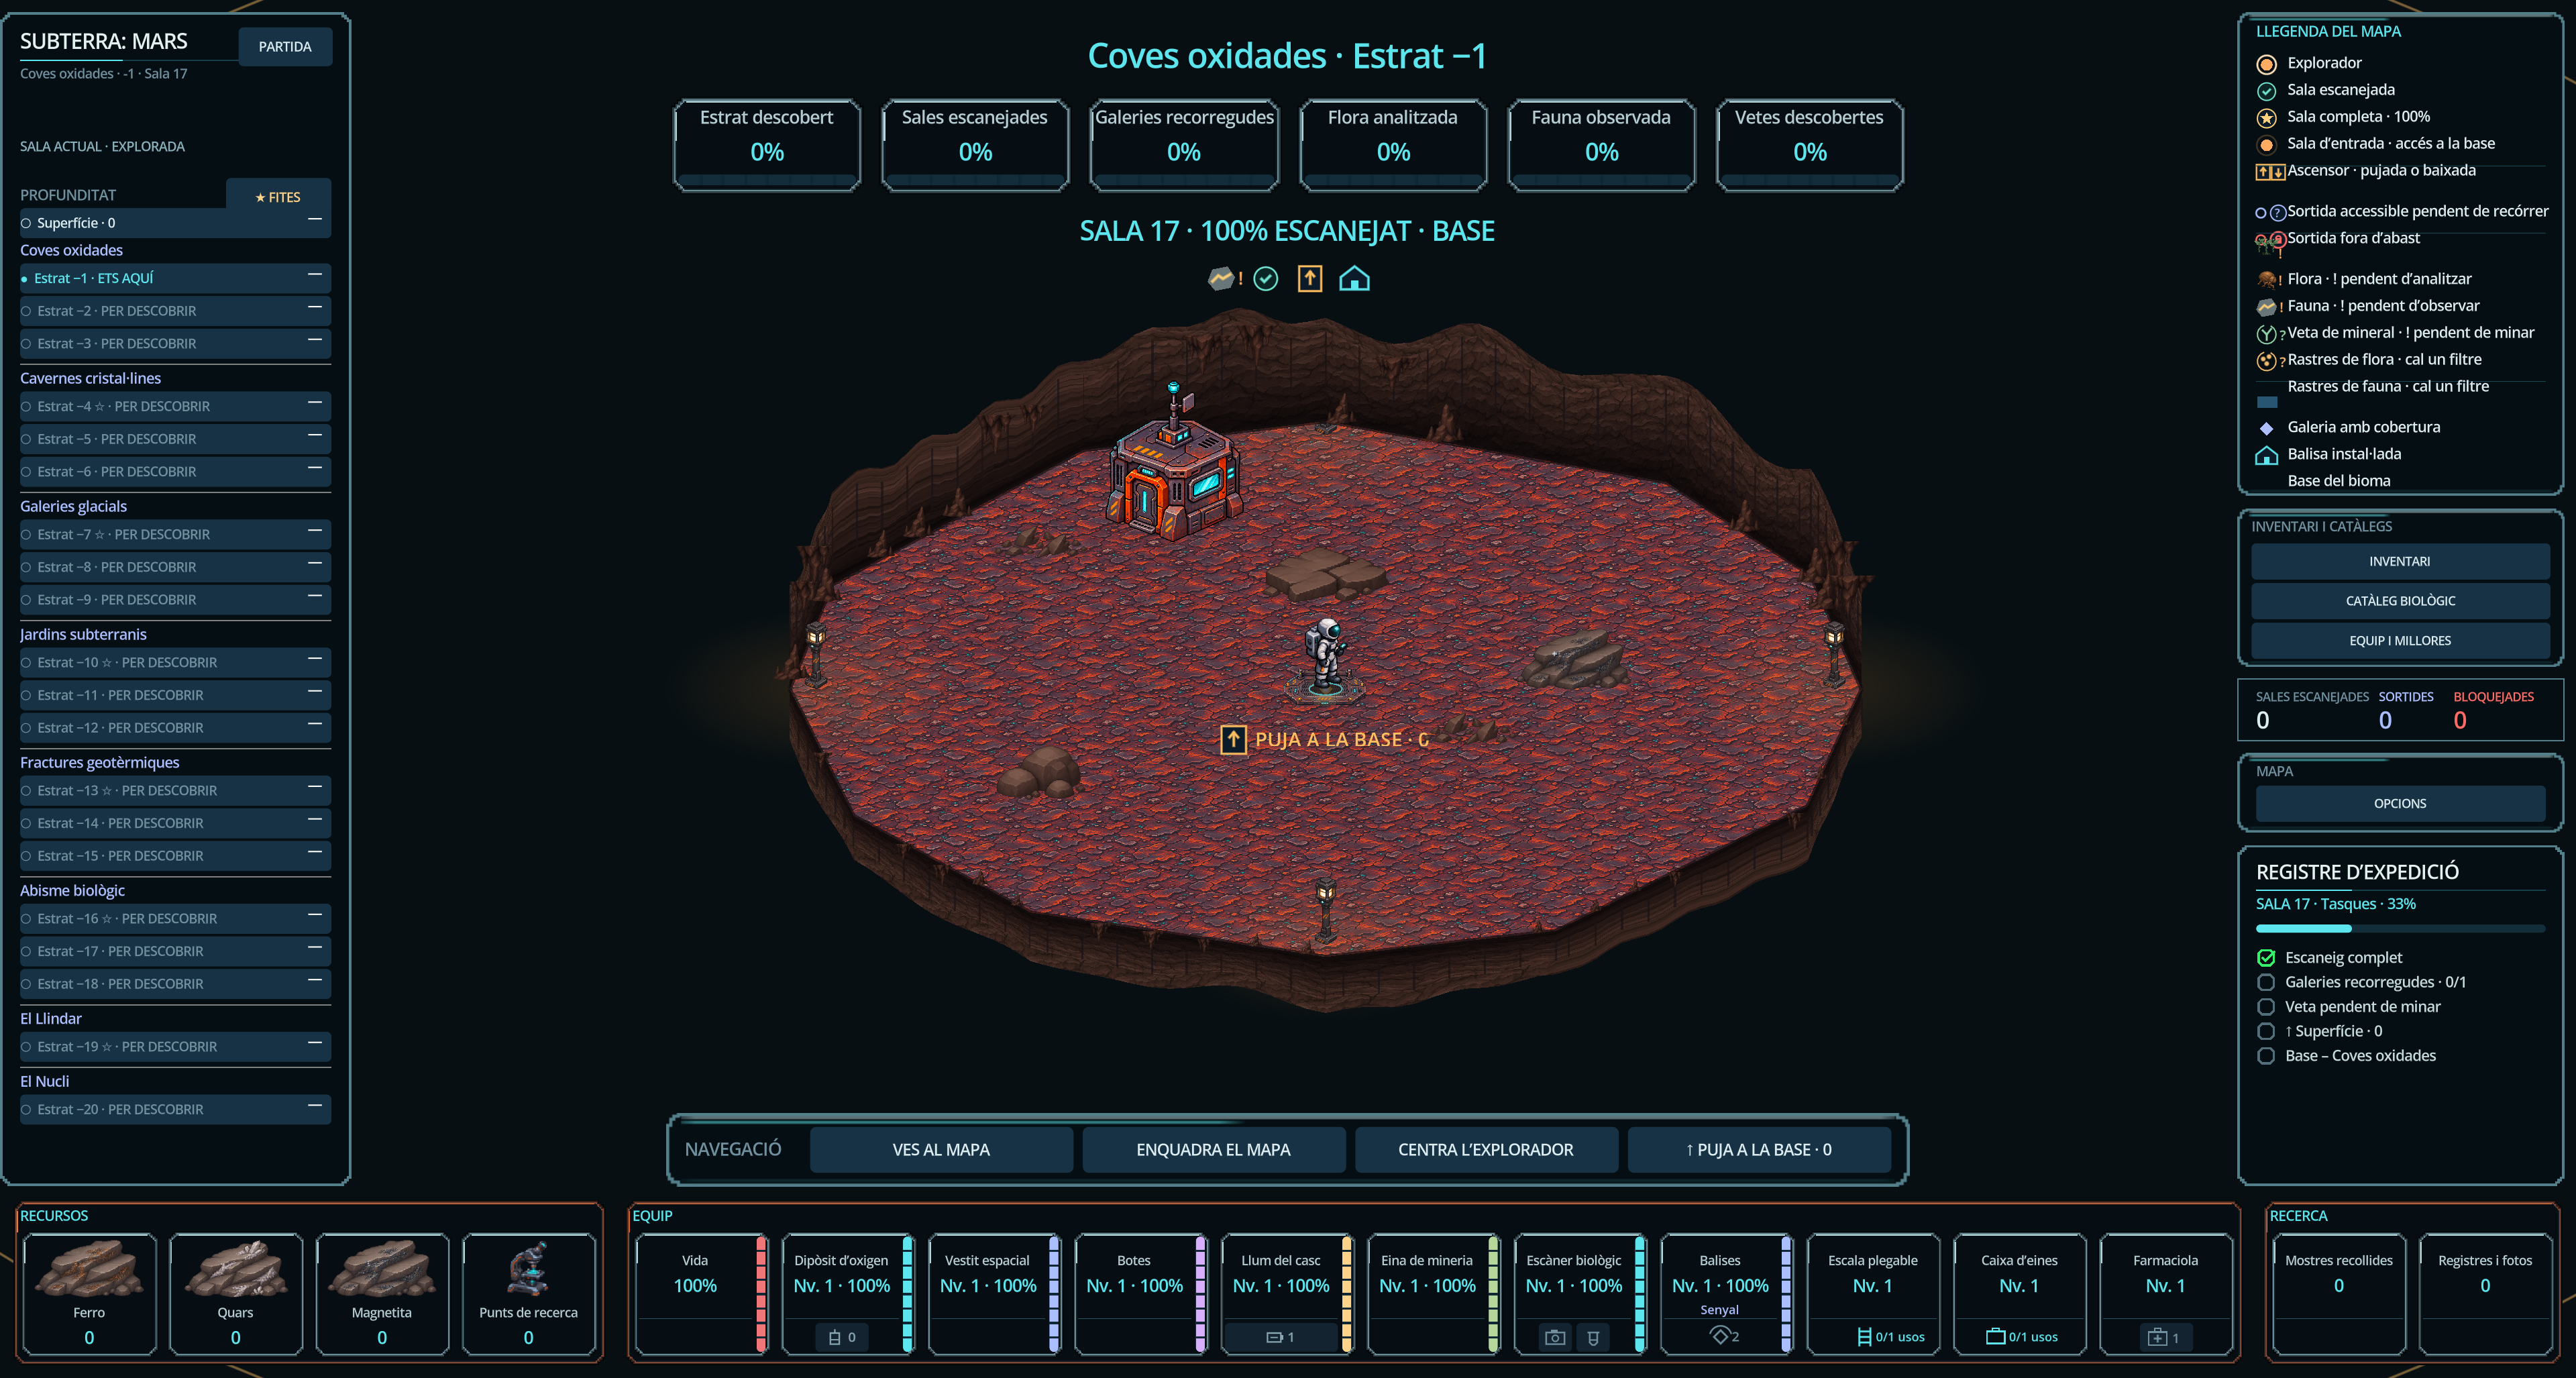 SUBTERRA: MARS
PARTIDA
Coves oxidades · -1 · Sala 17
SALA ACTUAL · EXPLORADA
PROFUNDITAT
★ FITES
Superfície · 0 —
Coves oxidades
Estrat −1 · ETS AQUÍ —
Estrat −2 · PER DESCOBRIR —
Estrat −3 · PER DESCOBRIR —
Cavernes cristal·lines
Estrat −4 ☆ · PER DESCOBRIR —
Estrat −5 · PER DESCOBRIR —
Estrat −6 · PER DESCOBRIR —
Galeries glacials
Estrat −7 ☆ · PER DESCOBRIR —
Estrat −8 · PER DESCOBRIR —
Estrat −9 · PER DESCOBRIR —
Jardins subterranis
Estrat −10 ☆ · PER DESCOBRIR —
Estrat −11 · PER DESCOBRIR —
Estrat −12 · PER DESCOBRIR —
Fractures geotèrmiques
Estrat −13 ☆ · PER DESCOBRIR —
Estrat −14 · PER DESCOBRIR —
Estrat −15 · PER DESCOBRIR —
Abisme biològic
Estrat −16 ☆ · PER DESCOBRIR —
Estrat −17 · PER DESCOBRIR —
Estrat −18 · PER DESCOBRIR —
El Llindar
Estrat −19 ☆ · PER DESCOBRIR —
El Nucli
Estrat −20 · PER DESCOBRIR —
Coves oxidades · Estrat −1
Estrat descobert
0%
Sales escanejades
0%
Galeries recorregudes
0%
Flora analitzada
0%
Fauna observada
0%
Vetes descobertes
0%
SALA 17 · 100% ESCANEJAT · BASE
!
PUJA A LA BASE · 0
NAVEGACIÓ
VES AL MAPA
ENQUADRA EL MAPA
CENTRA L’EXPLORADOR
↑ PUJA A LA BASE · 0
LLEGENDA DEL MAPA
Explorador
Sala escanejada
Sala completa · 100%
Sala d’entrada · accés a la base
Ascensor · pujada o baixada
? Sortida accessible pendent de recórrer
Sortida fora d’abast
!
! Flora · ! pendent d’analitzar
! Fauna · ! pendent d’observar
? Veta de mineral · ! pendent de minar
? Rastres de flora · cal un filtre
Rastres de fauna · cal un filtre
Galeria amb cobertura
Balisa instal·lada
Base del bioma
INVENTARI I CATÀLEGS
INVENTARI
CATÀLEG BIOLÒGIC
EQUIP I MILLORES
SALES ESCANEJADES
0
SORTIDES
0
BLOQUEJADES
0
MAPA
OPCIONS
REGISTRE D’EXPEDICIÓ
SALA 17 · Tasques · 33%
Escaneig complet
Galeries recorregudes · 0/1
Veta pendent de minar
↑ Superfície · 0
Base – Coves oxidades
RECURSOS
Ferro
0
Quars
0
Magnetita
0
Punts de recerca
0
EQUIP
Vida
100%
Dipòsit d’oxigen
Nv. 1 · 100%
0
Vestit espacial
Nv. 1 · 100%
Botes
Nv. 1 · 100%
Llum del casc
Nv. 1 · 100%
1
Eina de mineria
Nv. 1 · 100%
Escàner biològic
Nv. 1 · 100%
Balises
Nv. 1 · 100%
Senyal
2
Escala plegable
Nv. 1
0/1 usos
Caixa d’eines
Nv. 1
0/1 usos
Farmaciola
Nv. 1
1
RECERCA
Mostres recollides
0
Registres i fotos
0